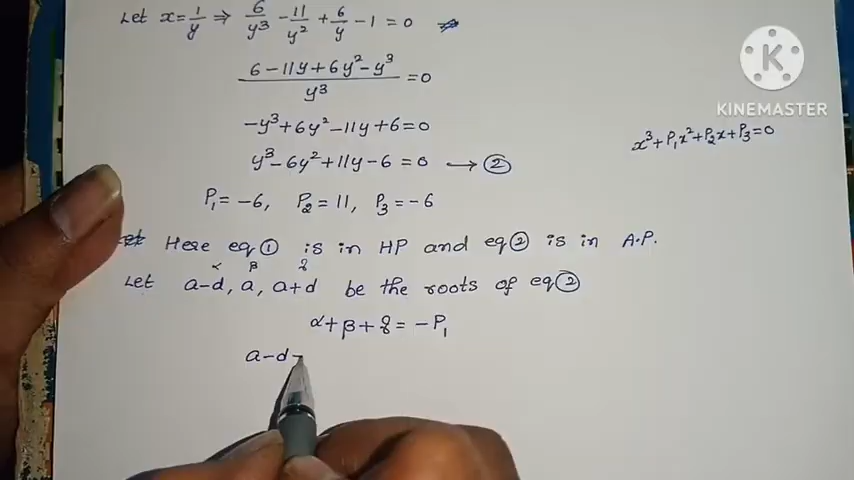 Let x = 1/y ⇒ 6/y³ - 11/y² + 6/y - 1 = 0
6 - 11y + 6y² - y³ / y³ = 0
-y³ + 6y² - 11y + 6 = 0
y³ - 6y² + 11y - 6 = 0 → ②
x³ + P₁x² + P₂x + P₃ = 0
P₁ = -6, P₂ = 11, P₃ = -6
Here eq ① is in HP and eq ② is in A.P.
α β γ
Let a-d, a, a+d be the roots of eq ②
α + β + γ = -P₁
a - d -
K
KINEMASTER